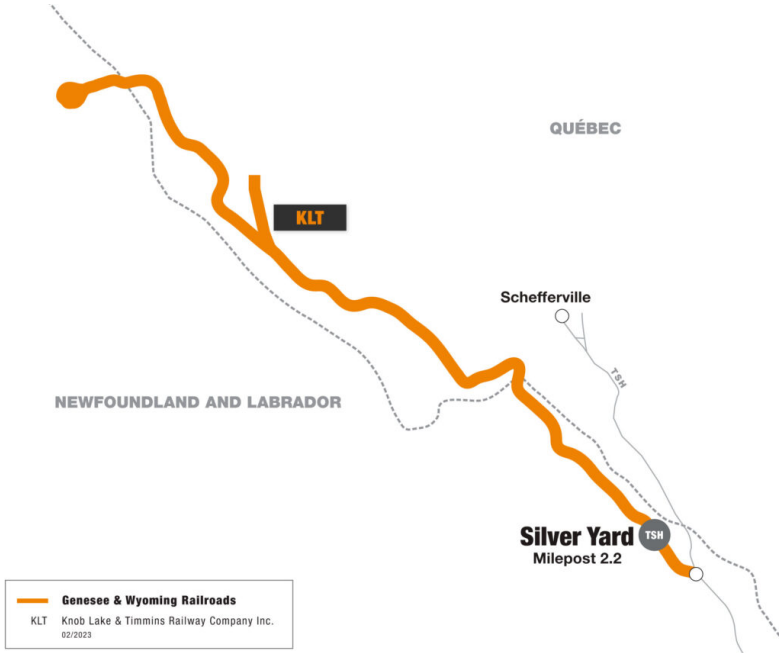 QUÉBEC
KLT
Schefferville
TSH
NEWFOUNDLAND AND LABRADOR
Silver Yard
Milepost 2.2
TSH
Genesee & Wyoming Railroads
KLT Knob Lake & Timmins Railway Company Inc.
02/2023